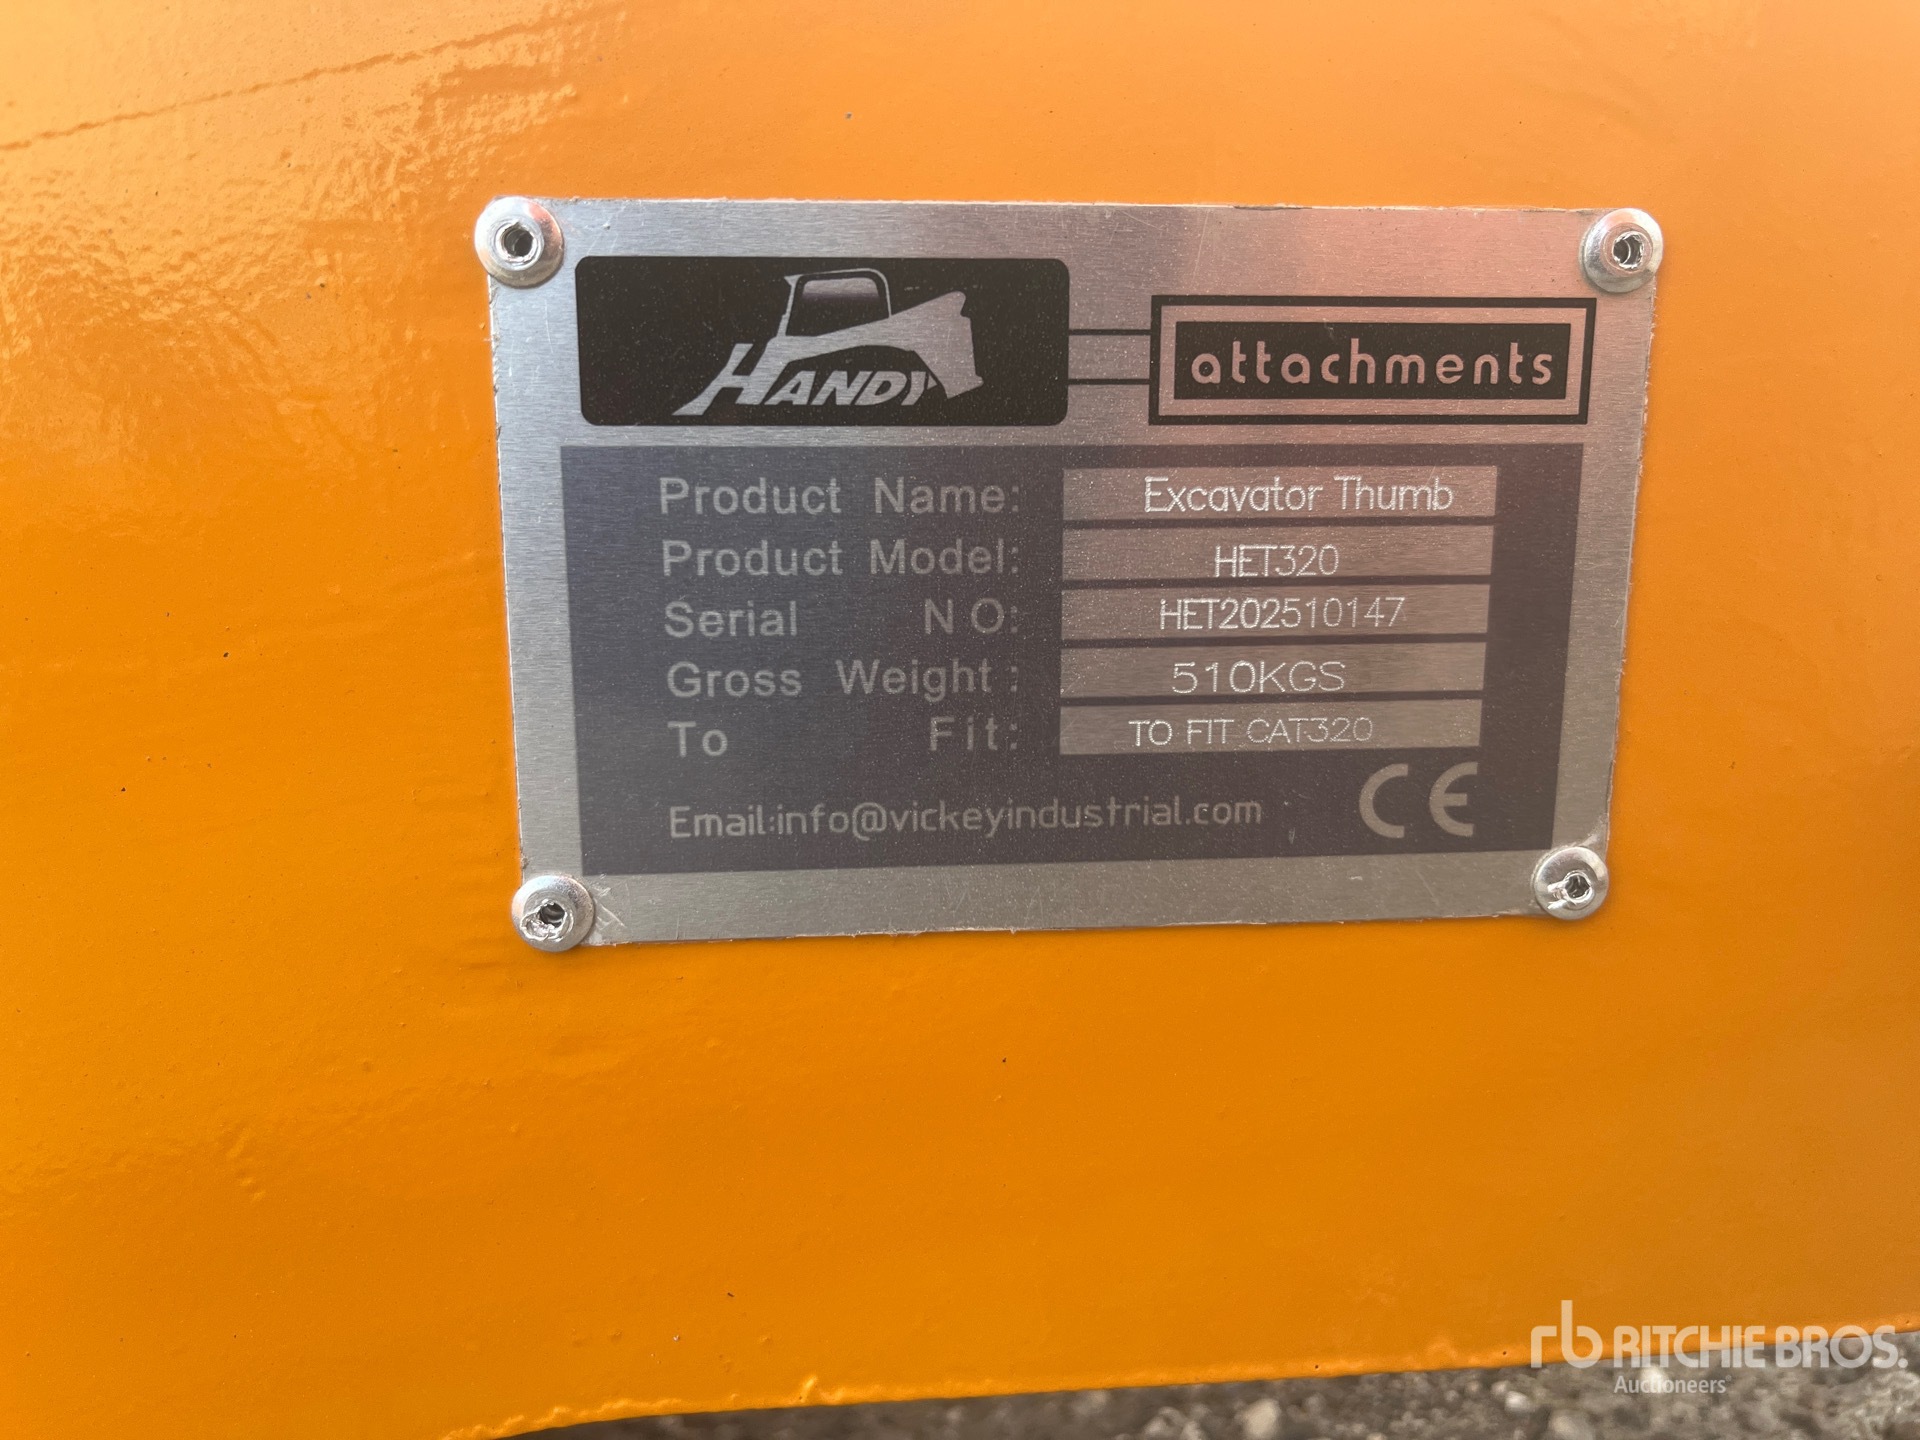 HANDY
attachments
Product Name: Excavator Thumb
Product Model: HET320
Serial NO: HET202510147
Gross Weight: 510KGS
To Fit: TO FIT CAT320
Email:info@vickeyindustrial.com CE
rb RITCHIE BROS.
Auctioneers